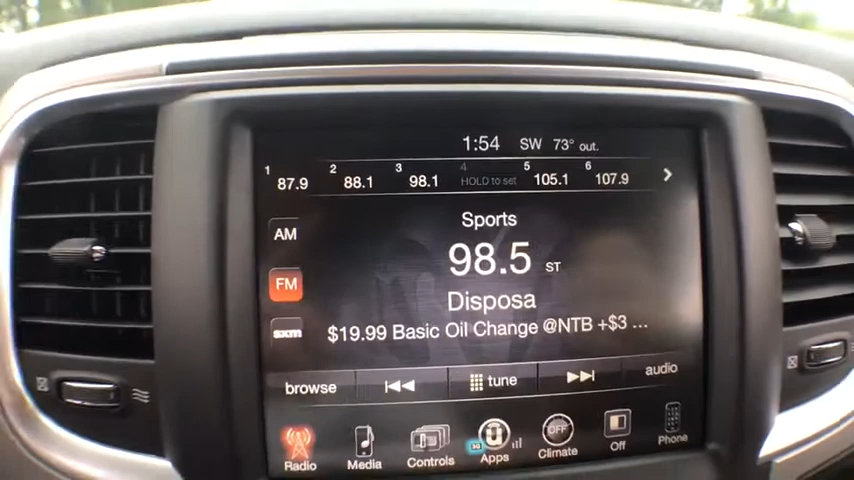 1:54 SW 73° out.
1 87.9 2 88.1 3 98.1 4 HOLD to set 5 105.1 6 107.9
Sports
AM
98.5 ST
FM
Disposa
sxm
$19.99 Basic Oil Change @NTB +$3 ...
browse tune audio
3G OFF
Radio Media Controls Apps Climate Off Phone